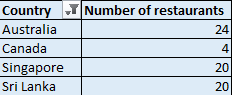 Country Number of restaurants
Australia 24
Canada 4
Singapore 20
Sri Lanka 20